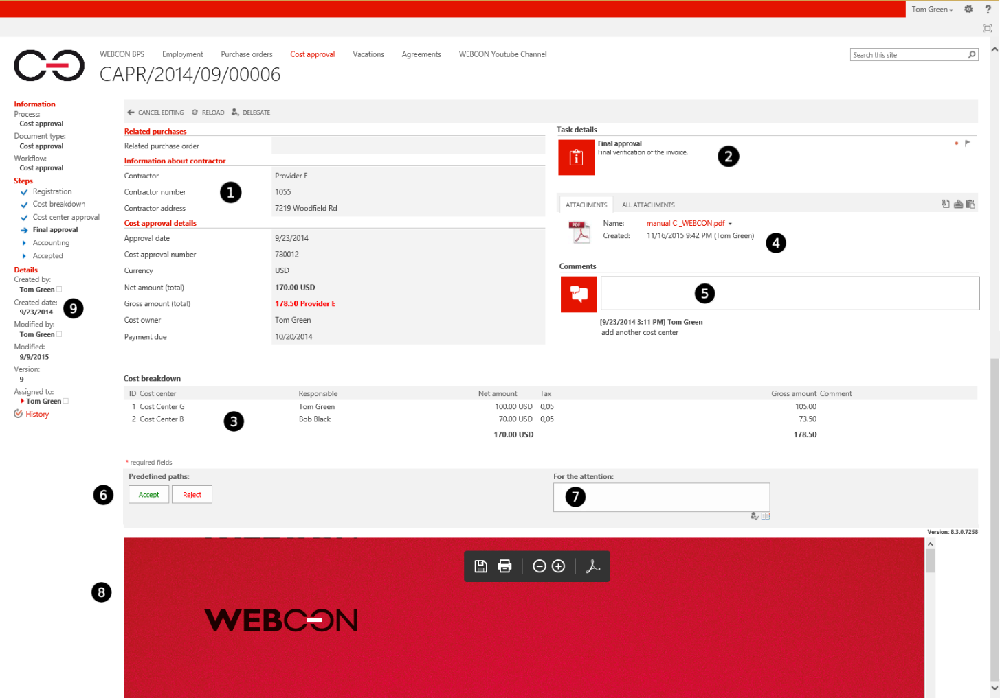 Tom Green
?
WEBCON BPS Employment Purchase orders Cost approval Vacations Agreements WEBCON Youtube Channel
Search this site
CAPR/2014/09/00006
Information
Process:
Cost approval
Document type:
Cost approval
Workflow:
Cost approval
Steps
Registration
Cost breakdown
Cost center approval
Final approval
Accounting
Accepted
Details
Created by:
Tom Green
Created date:
9/23/2014
9
Modified by:
Tom Green
Modified:
9/9/2015
Version:
9
Assigned to:
Tom Green
History
CANCEL EDITING RELOAD DELEGATE
Related purchases
Related purchase order
Information about contractor
Contractor Provider E
Contractor number 1055
1
Contractor address 7219 Woodfield Rd
Cost approval details
Approval date 9/23/2014
Cost approval number 780012
Currency USD
Net amount (total) 170.00 USD
Gross amount (total) 178.50 Provider E
Cost owner Tom Green
Payment due 10/20/2014
Task details
Final approval
Final verification of the invoice.
2
ATTACHMENTS ALL ATTACHMENTS
PDF
Name: manual CI_WEBCON.pdf
Created: 11/16/2015 9:42 PM (Tom Green)
4
Comments
5
[9/23/2014 3:11 PM] Tom Green
add another cost center
Cost breakdown
ID Cost center Responsible Net amount Tax Gross amount Comment
1 Cost Center G Tom Green 100.00 USD 0,05 105.00
2 Cost Center B Bob Black 70.00 USD 0,05 73.50
3
170.00 USD 178.50
* required fields
Predefined paths:
6
Accept Reject
For the attention:
7
Version: 8.3.0.7258
8
WEBCON